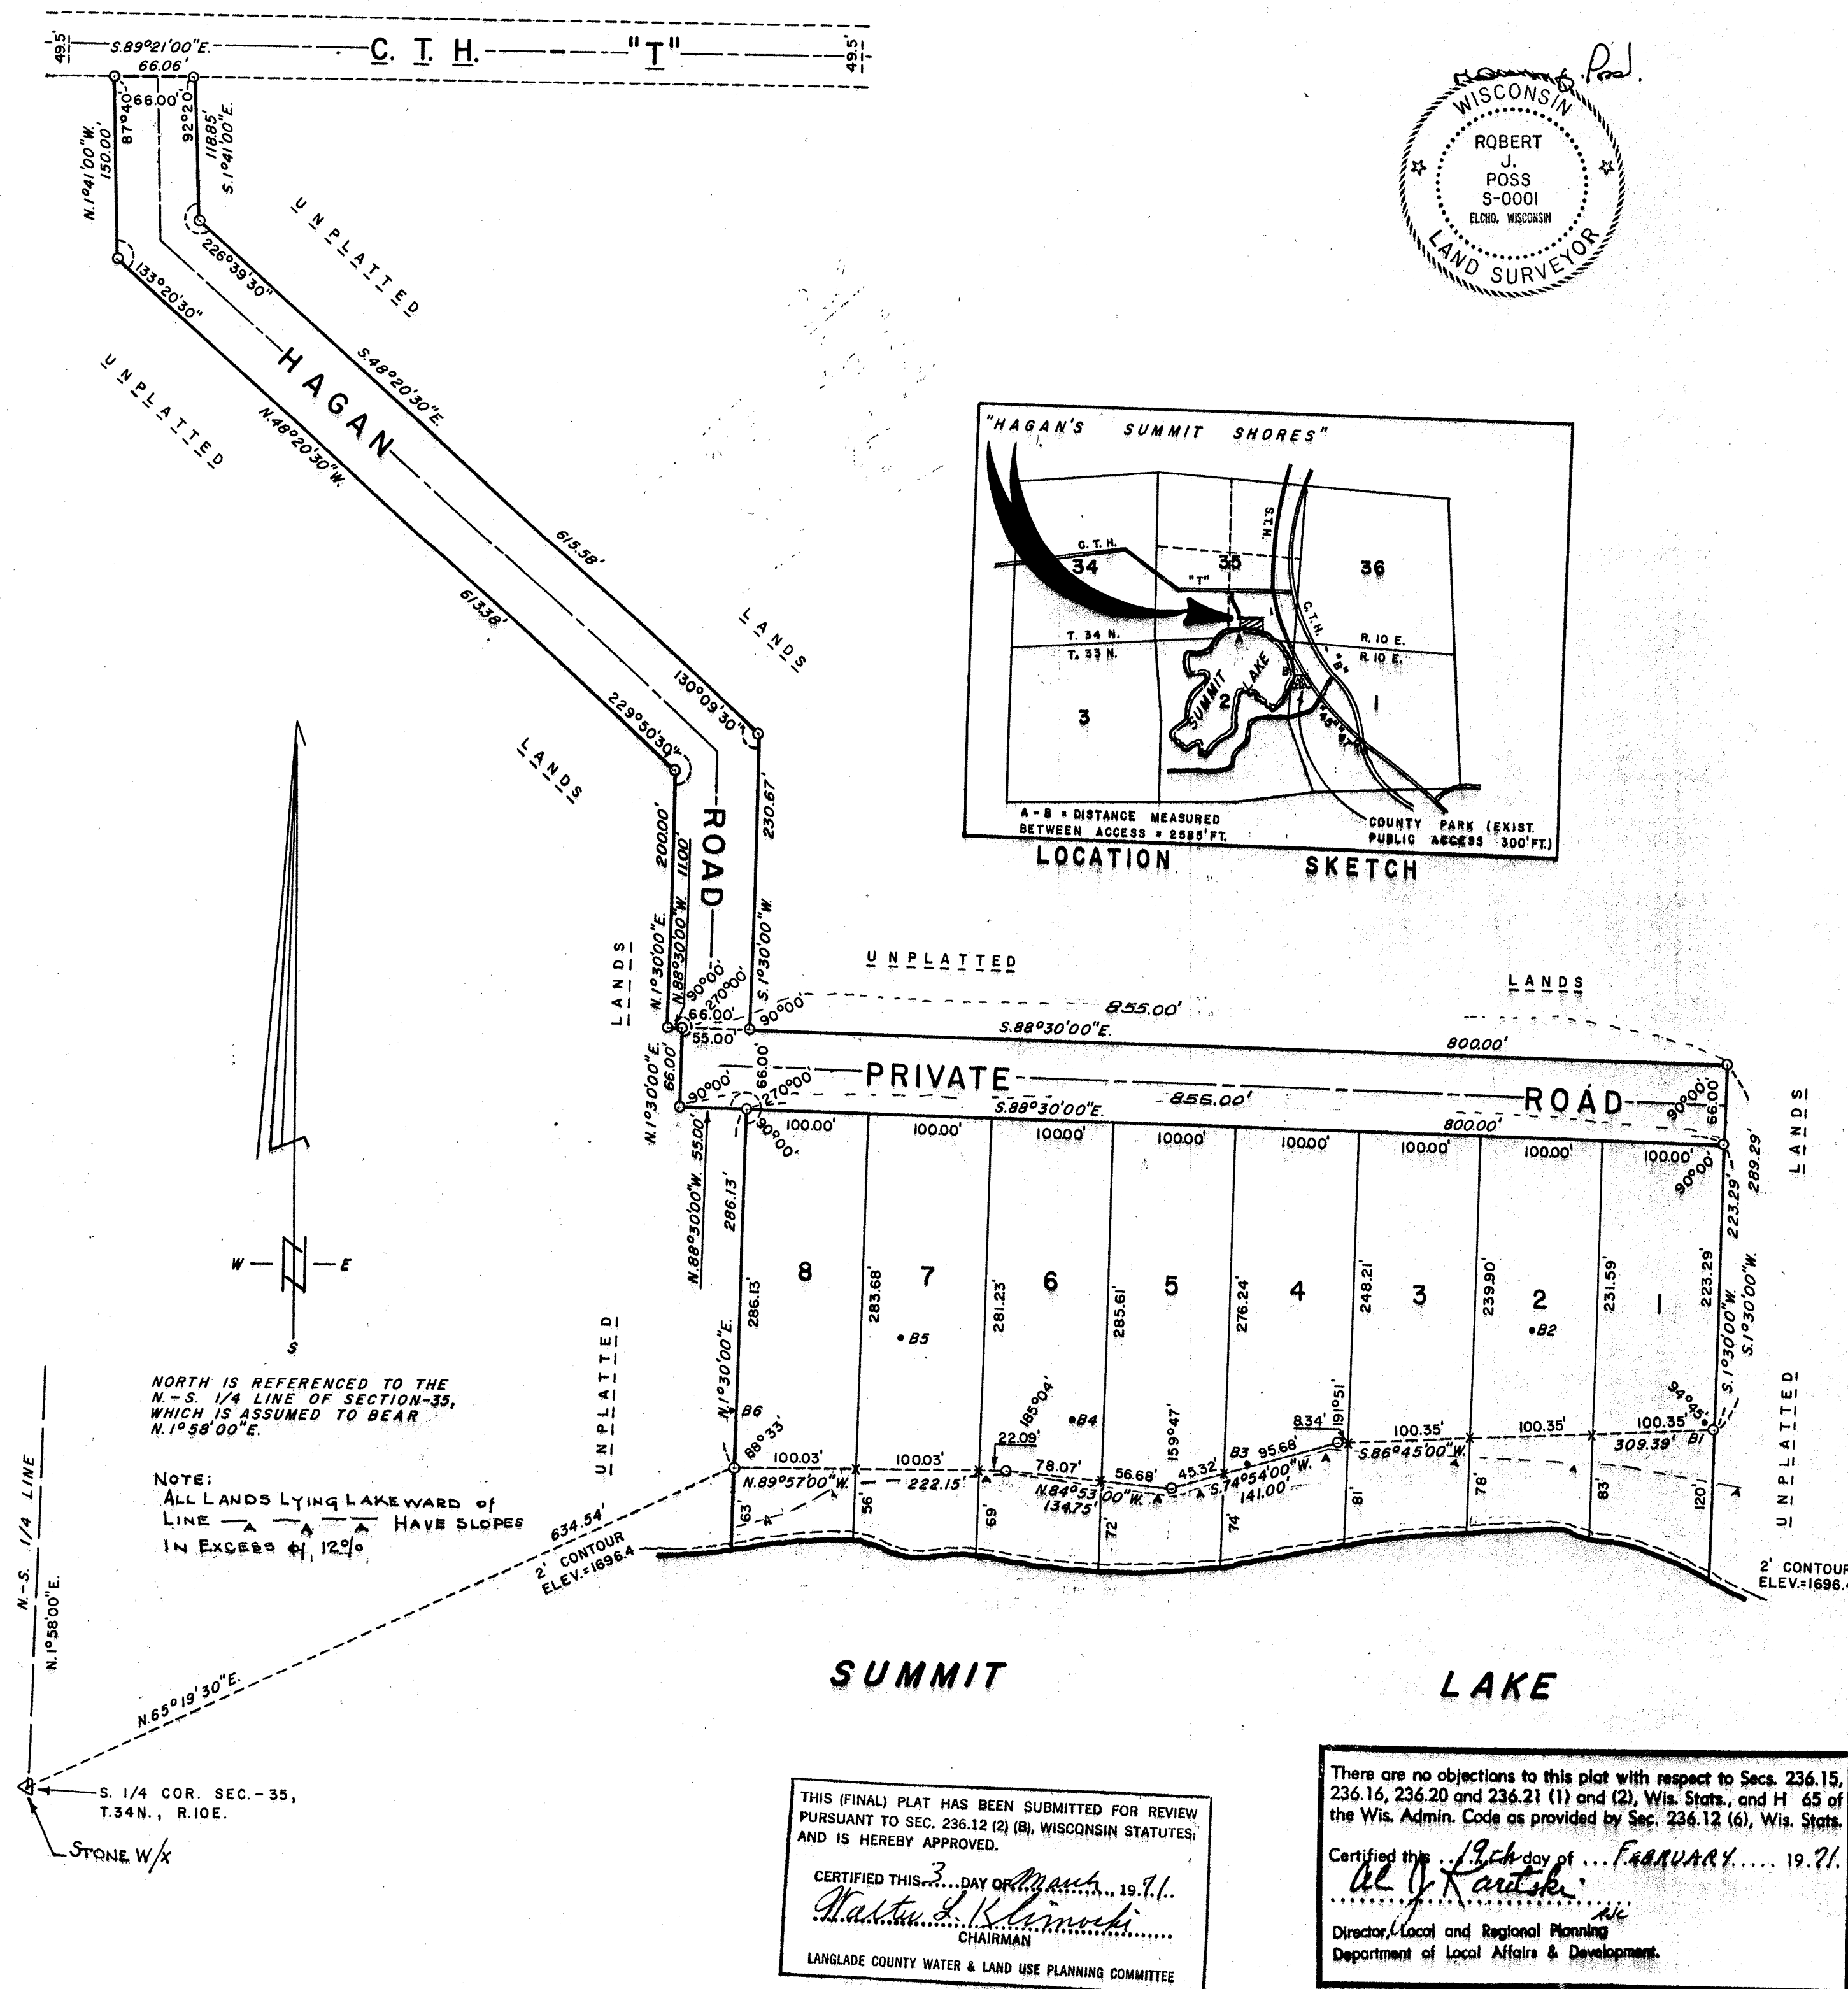 49.5'
S.89°21'00"E.
C. T. H. "T"
49.5'
66.06'
66.00'
87°40'
92°20'
N.1°41'00"W.
150.00'
118.85'
S.1°41'00"E.
226°39'30"
133°20'30"
UNPLATTED
UNPLATTED
HAGAN
S.48°20'30"E.
N.48°20'30"W.
615.58'
613.38'
LANDS
LANDS
130°09'30"
229°50'30"
230.67'
ROAD
200.00'
11.00'
N.1°30'00"E.
N.88°30'00"W.
S.1°30'00"W.
LANDS
90°00'
270°00'
66.00'
55.00'
90°00'
Poss.
WISCONSIN
ROBERT
J.
POSS
S-0001
ELCHO, WISCONSIN
LAND SURVEYOR
"HAGAN'S SUMMIT SHORES"
C.T.H.
34
35
36
"T"
S.T.H.
C.T.H.
"B"
T. 34 N.
T. 33 N.
R. 10 E.
R. 10 E.
A
B
SUMMIT LAKE
3
2
1
"45"
A - B = DISTANCE MEASURED
BETWEEN ACCESS = 2585' FT.
COUNTY PARK (EXIST.
PUBLIC ACCESS 300' FT.)
LOCATION SKETCH
UNPLATTED
LANDS
855.00'
S.88°30'00"E.
800.00'
N.1°30'00"E.
66.00'
90°00'
66.00'
270°00'
PRIVATE ROAD
S.88°30'00"E.
855.00'
800.00'
90°00'
66.00'
LANDS
90°00'
100.00'
100.00'
100.00'
100.00'
100.00'
100.00'
100.00'
100.00'
90°00'
289.29'
223.29'
N.88°30'00"W. 55.00'
286.13'
8
7
6
5
4
3
2
1
286.13'
283.68'
281.23'
285.61'
276.24'
248.21'
239.90'
231.59'
223.29'
S.1°30'00"W.
S.1°30'00"W.
N.1°30'00"E.
B5
B2
B6
B4
B3
B1
UNPLATTED
UNPLATTED
88°33'
185°04'
159°47'
191°51'
94°45'
22.09'
8.34'
100.03'
100.03'
78.07'
56.68'
45.32'
95.68'
100.35'
100.35'
100.35'
N.89°57'00"W.
222.15'
N.84°53'00"W.
134.75'
S.74°54'00"W.
141.00'
S.86°45'00"W.
309.39'
63'
56'
69'
72'
74'
81'
78'
83'
120'
2' CONTOUR
ELEV.=1696.4
2' CONTOUR
ELEV.=1696.4
W
E
S
NORTH IS REFERENCED TO THE
N.-S. 1/4 LINE OF SECTION-35,
WHICH IS ASSUMED TO BEAR
N.1°58'00"E.
NOTE:
ALL LANDS LYING LAKEWARD of
LINE A A A HAVE SLOPES
IN EXCESS of 12%
N.-S. 1/4 LINE
N.1°58'00"E.
634.54'
N.65°19'30"E.
S. 1/4 COR. SEC.-35,
T.34N., R.10E.
STONE W/X
SUMMIT LAKE
THIS (FINAL) PLAT HAS BEEN SUBMITTED FOR REVIEW
PURSUANT TO SEC. 236.12 (2) (B), WISCONSIN STATUTES;
AND IS HEREBY APPROVED.
CERTIFIED THIS 3 DAY OF March, 1971.
Walter L. Klimoski
CHAIRMAN
LANGLADE COUNTY WATER & LAND USE PLANNING COMMITTEE
There are no objections to this plat with respect to Secs. 236.15,
236.16, 236.20 and 236.21 (1) and (2), Wis. Stats., and H 65 of
the Wis. Admin. Code as provided by Sec. 236.12 (6), Wis. Stats.
Certified this 19th day of FEBRUARY 1971.
Al J Karetski
Director, Local and Regional Planning
Department of Local Affairs & Development.